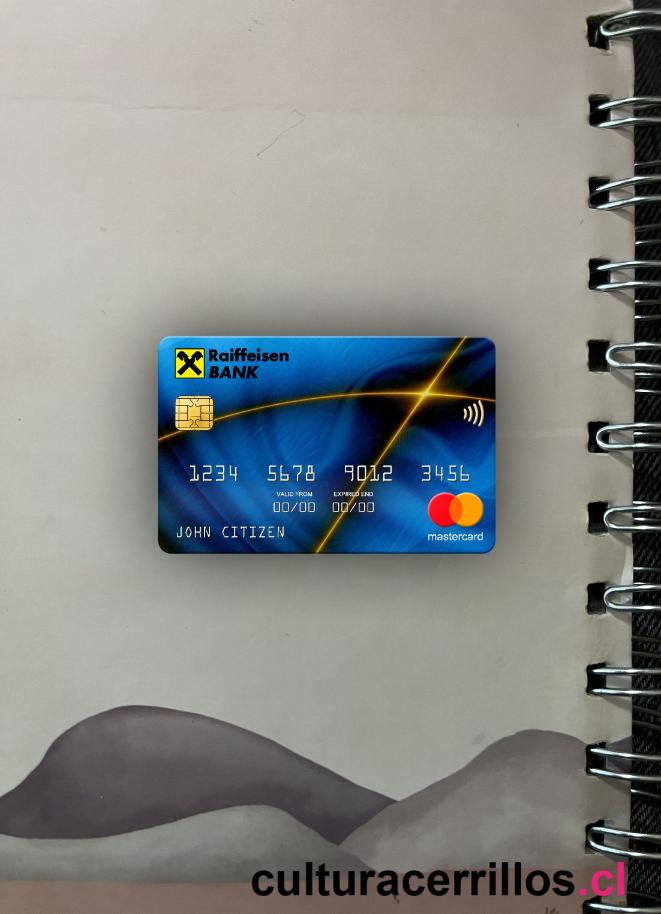 Raiffeisen
BANK
1234 5678 9012 3456
VALID FROM EXPIRED END
00/00 00/00
JOHN CITIZEN
mastercard
culturacerrillos.cl